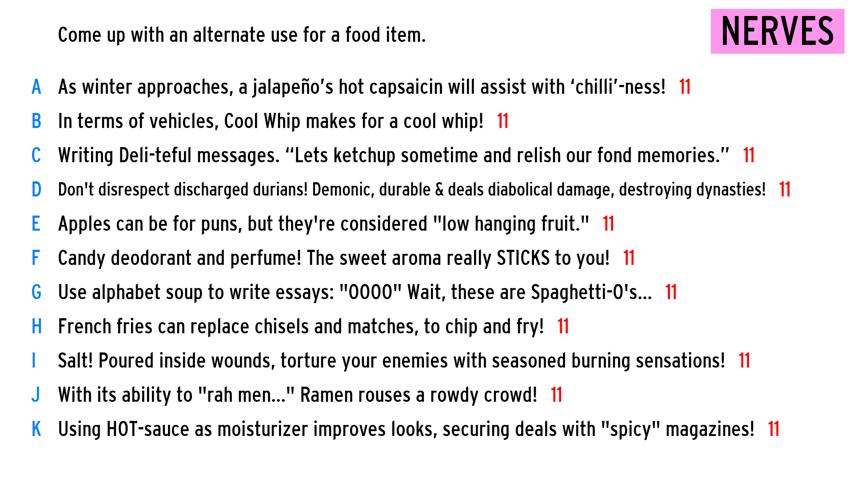 Come up with an alternate use for a food item.
NERVES
A As winter approaches, a jalapeño's hot capsaicin will assist with ‘chilli’-ness! 11
B In terms of vehicles, Cool Whip makes for a cool whip! 11
C Writing Deli-teful messages. “Lets ketchup sometime and relish our fond memories.” 11
D Don't disrespect discharged durians! Demonic, durable & deals diabolical damage, destroying dynasties! 11
E Apples can be for puns, but they're considered "low hanging fruit." 11
F Candy deodorant and perfume! The sweet aroma really STICKS to you! 11
G Use alphabet soup to write essays: "OOOO" Wait, these are Spaghetti-O's... 11
H French fries can replace chisels and matches, to chip and fry! 11
I Salt! Poured inside wounds, torture your enemies with seasoned burning sensations! 11
J With its ability to "rah men..." Ramen rouses a rowdy crowd! 11
K Using HOT-sauce as moisturizer improves looks, securing deals with "spicy" magazines! 11